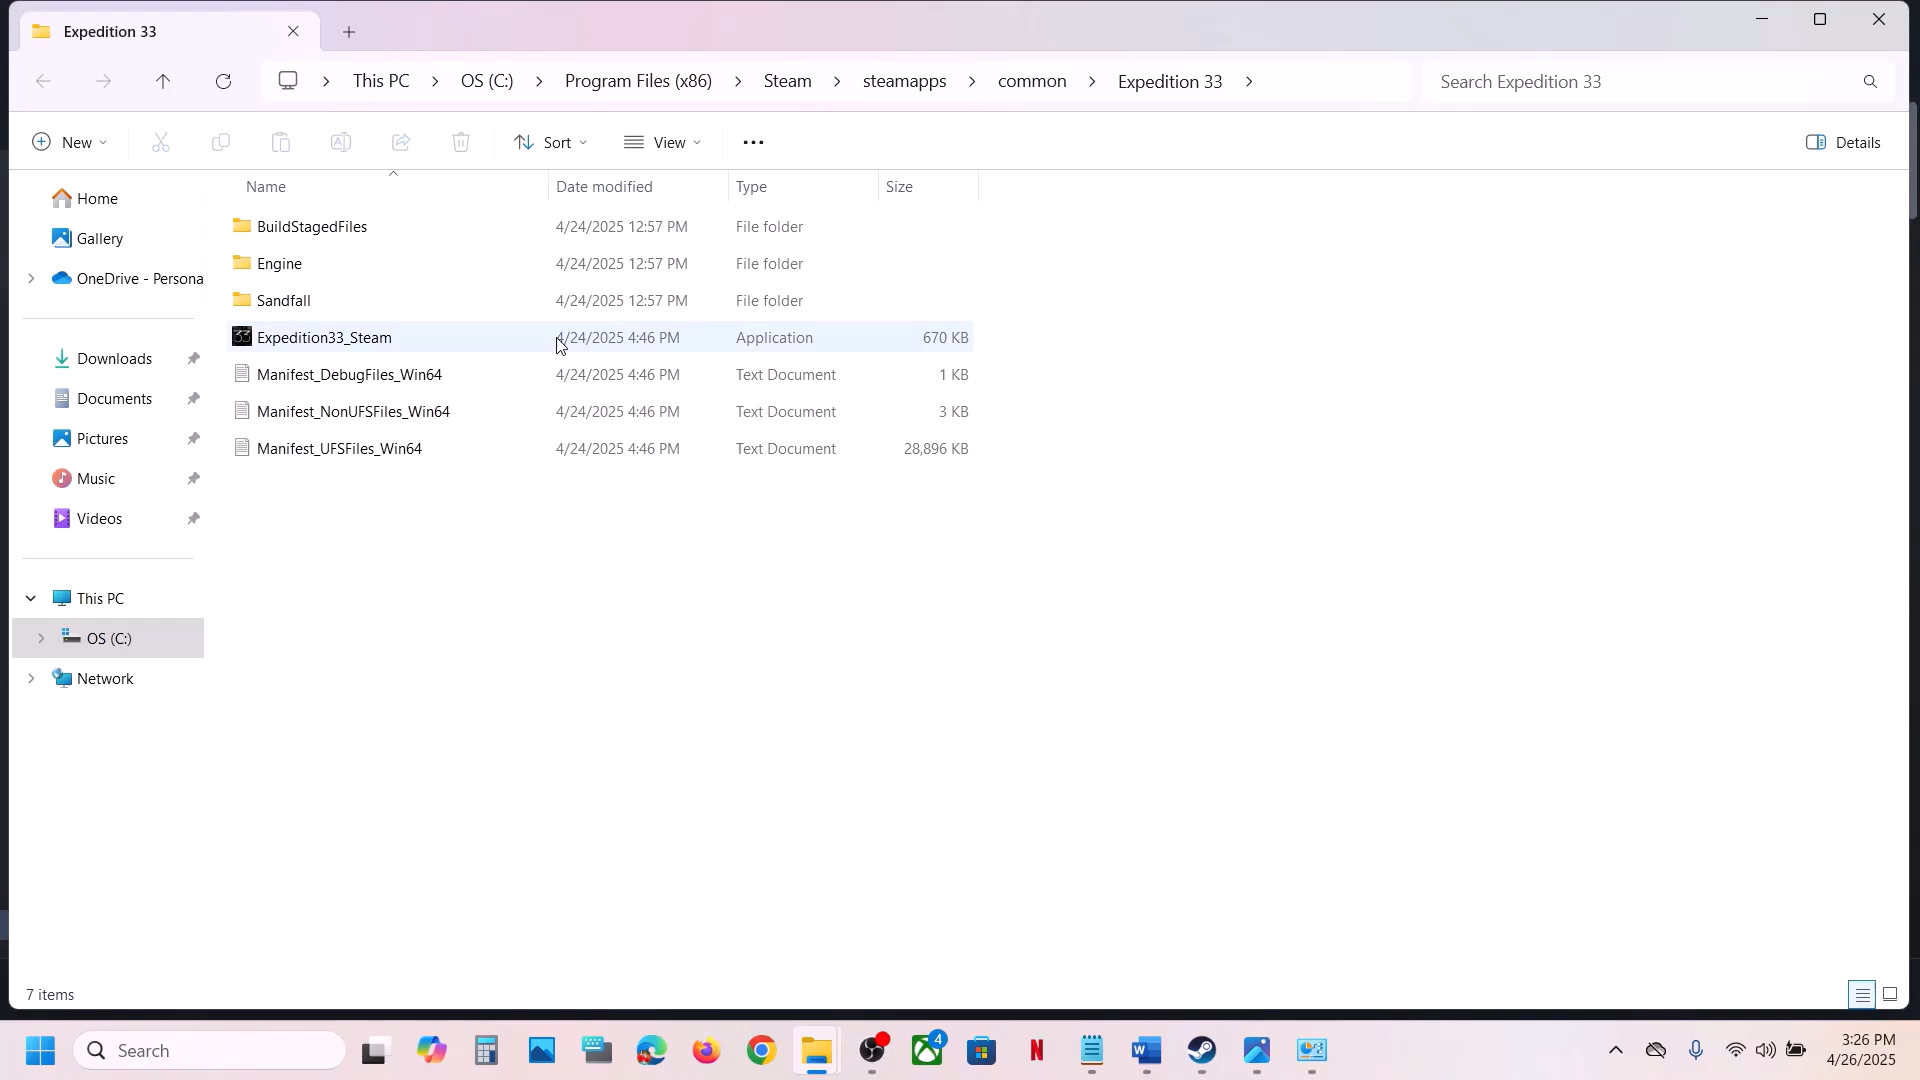 Expedition 33
This PC > OS (C:) > Program Files (x86) > Steam > steamapps > common > Expedition 33 >
Search Expedition 33
New
Sort
View
Details
Name
Date modified
Type
Size
Home
Gallery
OneDrive - Persona
Downloads
Documents
Pictures
Music
Videos
This PC
OS (C:)
Network
BuildStagedFiles 4/24/2025 12:57 PM File folder
Engine 4/24/2025 12:57 PM File folder
Sandfall 4/24/2025 12:57 PM File folder
Expedition33_Steam 4/24/2025 4:46 PM Application 670 KB
Manifest_DebugFiles_Win64 4/24/2025 4:46 PM Text Document 1 KB
Manifest_NonUFSFiles_Win64 4/24/2025 4:46 PM Text Document 3 KB
Manifest_UFSFiles_Win64 4/24/2025 4:46 PM Text Document 28,896 KB
7 items
Search
4
3:26 PM
4/26/2025